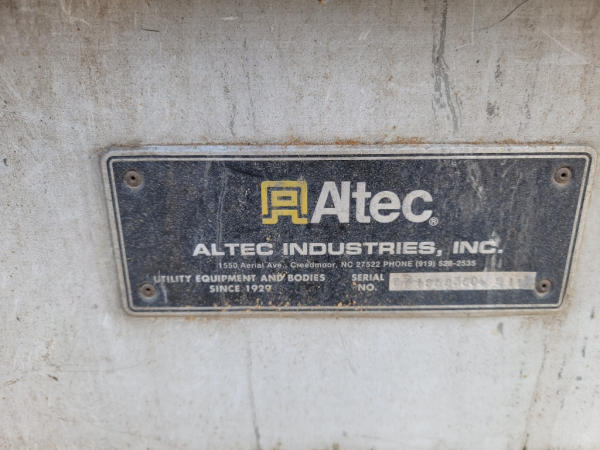 Altec®
ALTEC INDUSTRIES, INC.
1550 Aerial Ave., Creedmoor, NC 27522 PHONE (919) 528-2535
UTILITY EQUIPMENT AND BODIES
SINCE 1929
SERIAL
NO.